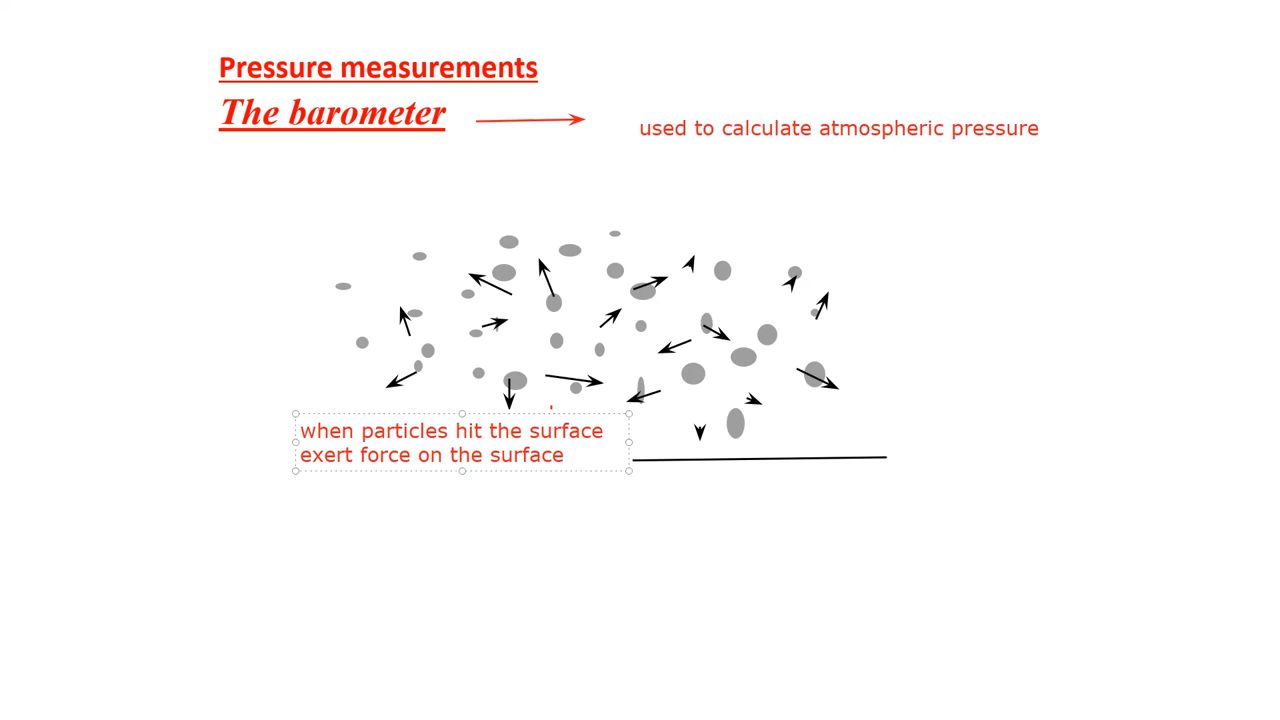 Pressure measurements
The barometer
used to calculate atmospheric pressure
when particles hit the surface
exert force on the surface